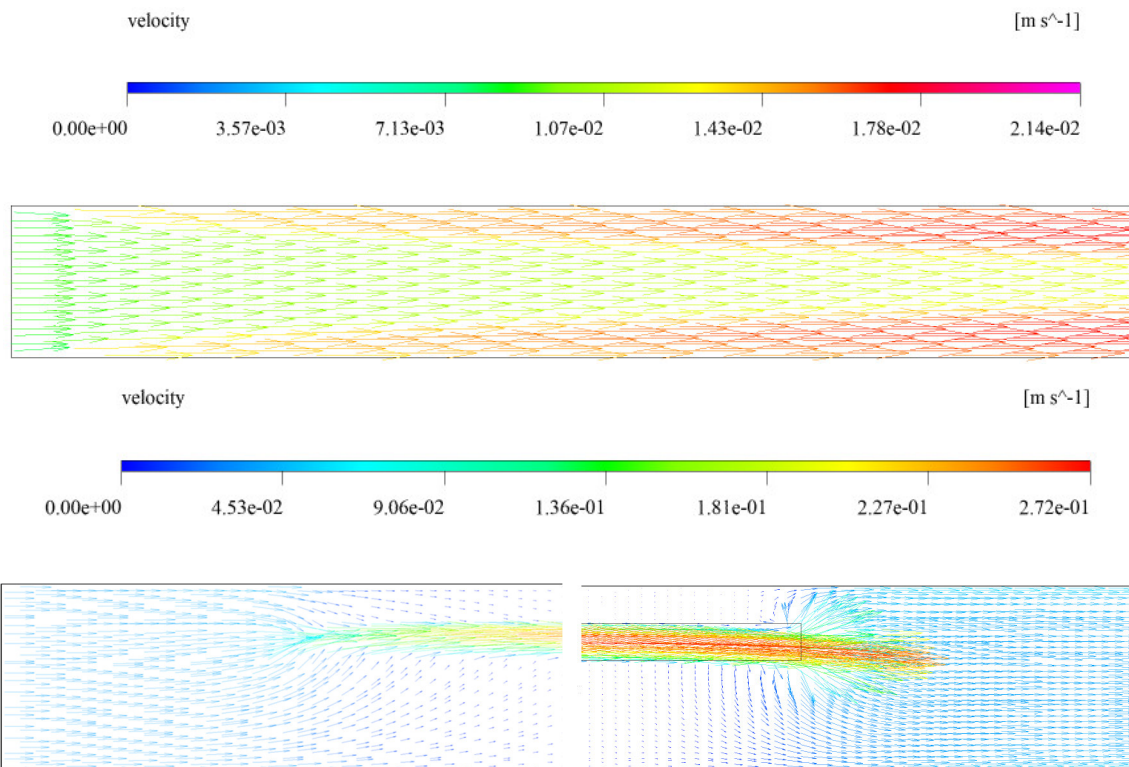 velocity [m s^-1]
0.00e+00 3.57e-03 7.13e-03 1.07e-02 1.43e-02 1.78e-02 2.14e-02
velocity [m s^-1]
0.00e+00 4.53e-02 9.06e-02 1.36e-01 1.81e-01 2.27e-01 2.72e-01